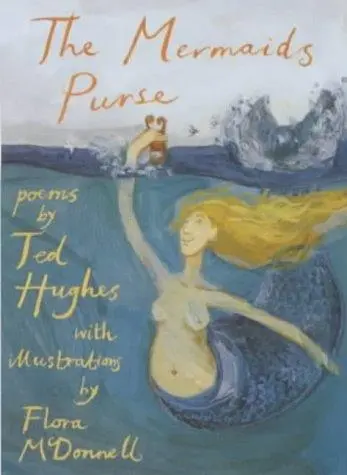 The Mermaids
Purse
poems
by
Ted
Hughes
with
illustrations
by
Flora
McDonnell